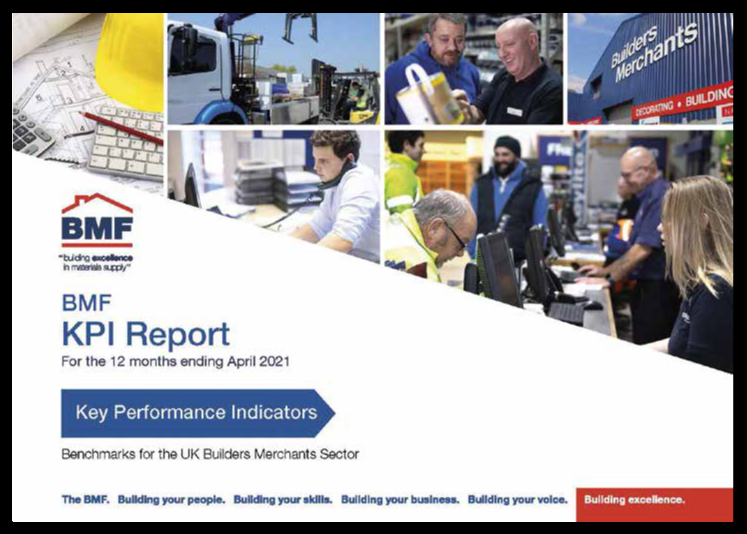 Builders
Merchants
DECORATING • BUILDING
BMF
"building excellence
in materials supply"
BMF
KPI Report
For the 12 months ending April 2021
Key Performance Indicators
Benchmarks for the UK Builders Merchants Sector
The BMF. Building your people. Building your skills. Building your business. Building your voice. Building excellence.